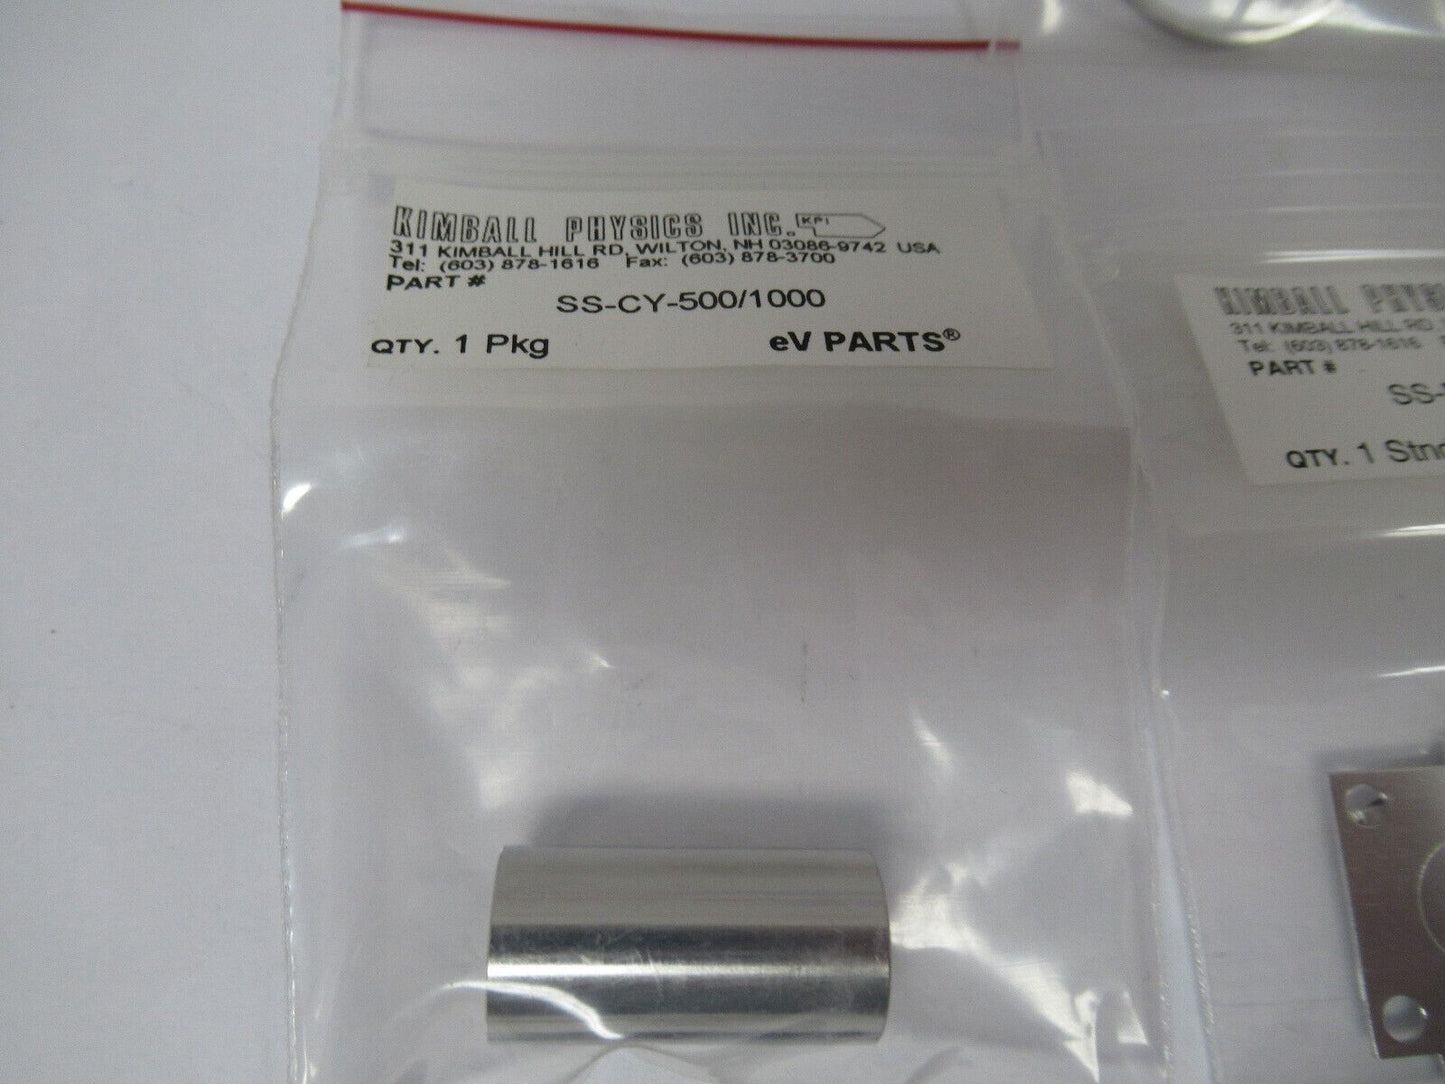 KIMBALL PHYSICS INC. KPI
311 KIMBALL HILL RD, WILTON, NH 03086-9742 USA
Tel: (603) 878-1616 Fax: (603) 878-3700
PART #
SS-CY-500/1000
QTY. 1 Pkg eV PARTS®
KIMBALL
311 KIMBALL HILL RD,
Tel: (603) 878-1616
PART #
SS-
QTY. 1